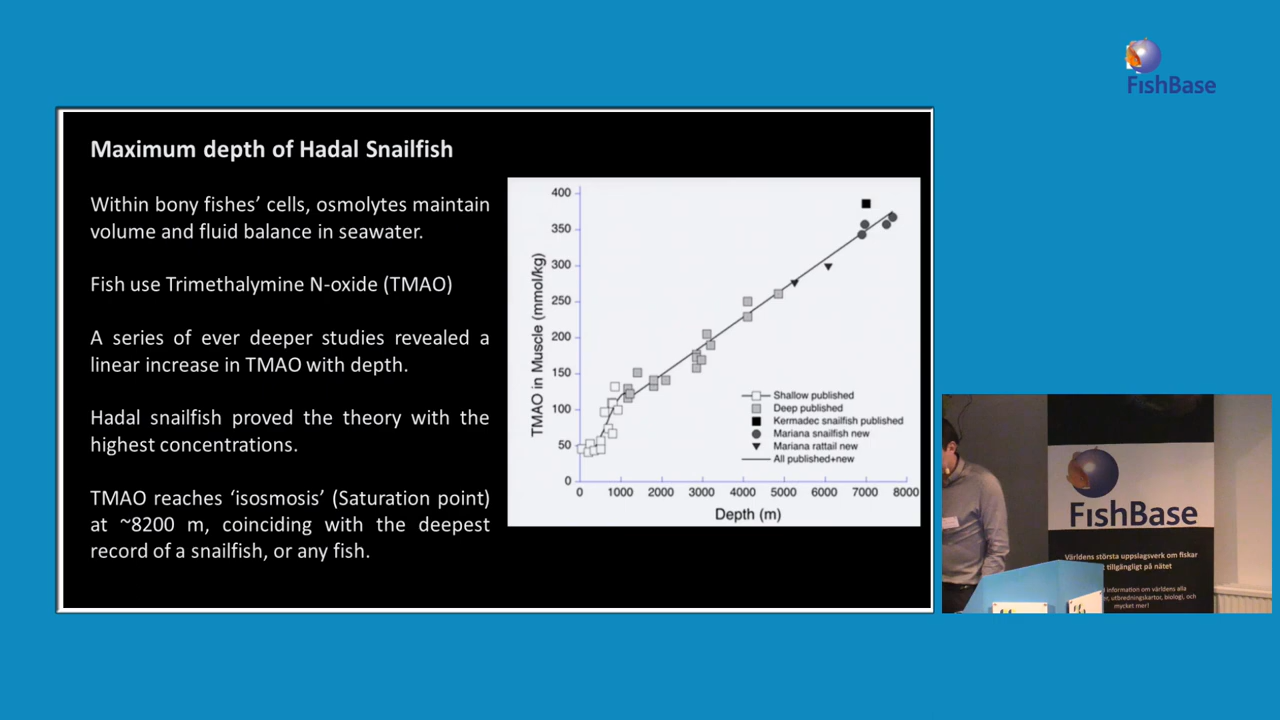 FishBase
Maximum depth of Hadal Snailfish
Within bony fishes’ cells, osmolytes maintain
volume and fluid balance in seawater.
Fish use Trimethalymine N-oxide (TMAO)
A series of ever deeper studies revealed a
linear increase in TMAO with depth.
Hadal snailfish proved the theory with the
highest concentrations.
TMAO reaches ‘isosmosis’ (Saturation point)
at ~8200 m, coinciding with the deepest
record of a snailfish, or any fish.
TMAO in Muscle (mmol/kg)
400
350
300
250
200
150
100
50
0
Shallow published
Deep published
Kermadec snailfish published
Mariana snailfish new
Mariana rattail new
All published+new
0 1000 2000 3000 4000 5000 6000 7000 8000
Depth (m)
FishBase
Världens största uppslagsverk om fiskar
tillgängligt på nätet
information om världens alla
utbredningskartor, biologi, och
mycket mer!